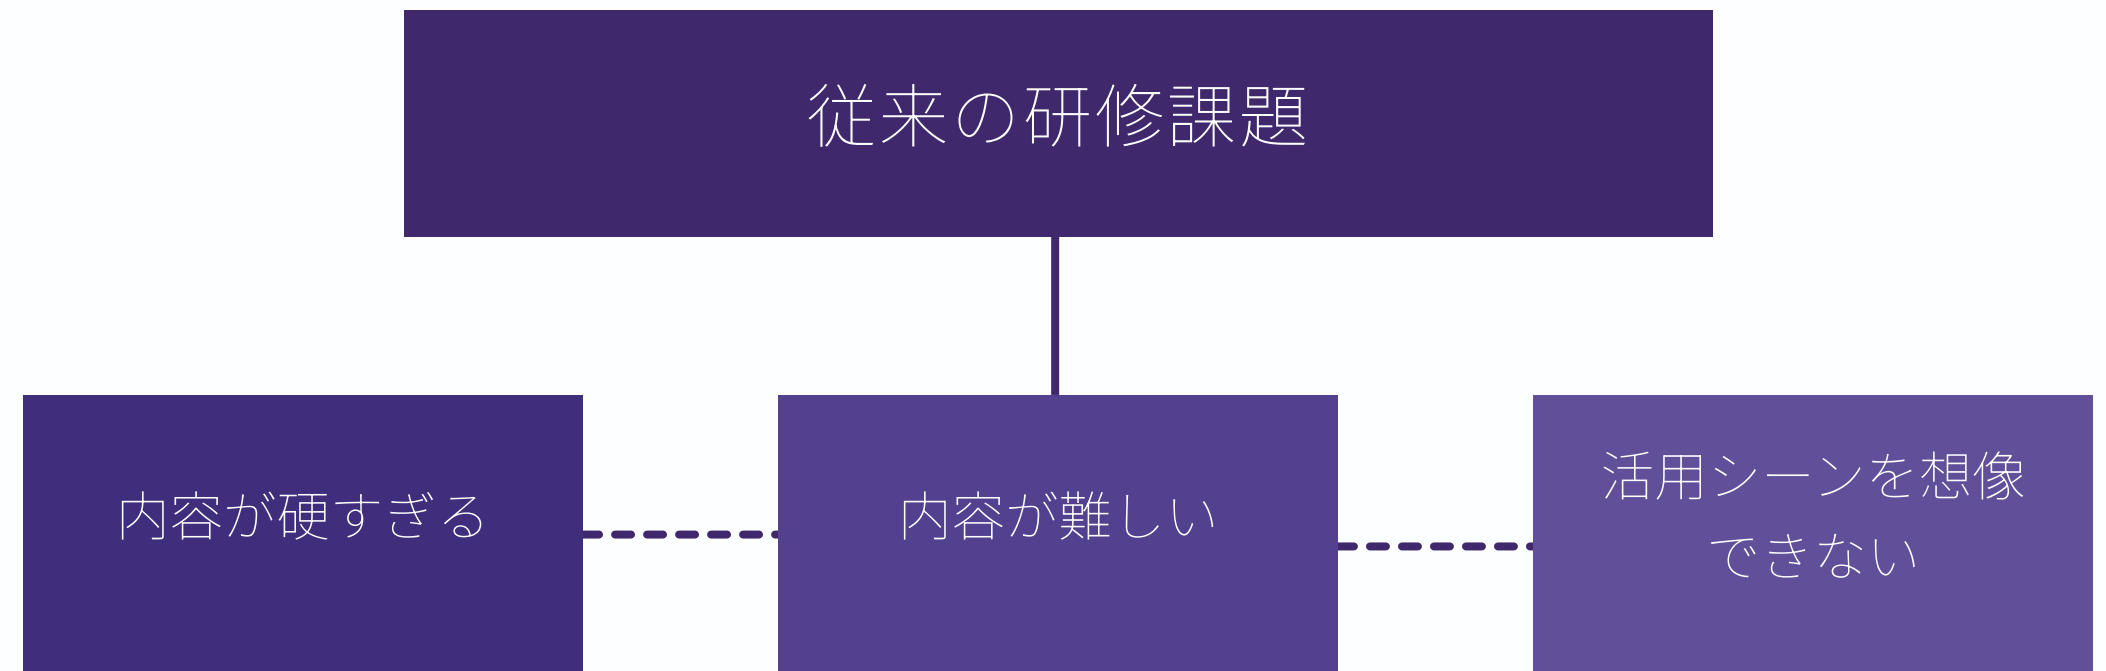 従来の研修課題
内容が硬すぎる
内容が難しい
活用シーンを想像
できない